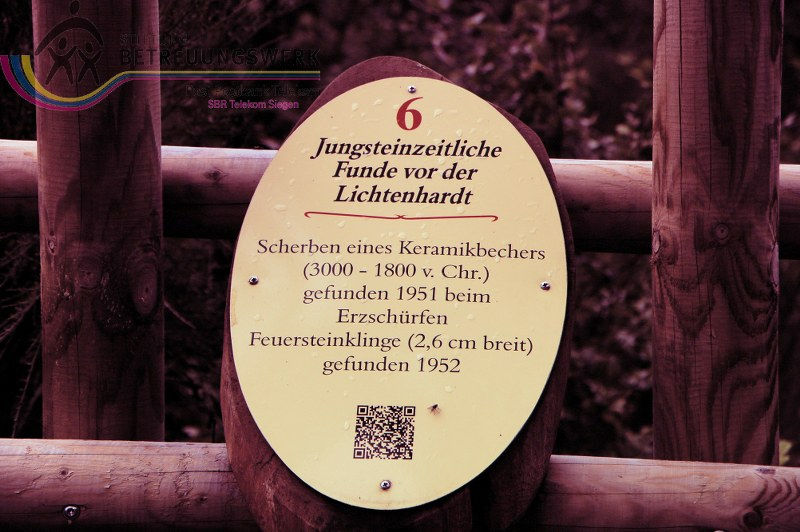 STIFTUNG
BETREUUNGSWERK
SBR Telekom Siegen
6
Jungsteinzeitliche
Funde vor der
Lichtenhardt
Scherben eines Keramikbechers
(3000 - 1800 v. Chr.)
gefunden 1951 beim
Erzschürfen
Feuersteinklinge (2,6 cm breit)
gefunden 1952